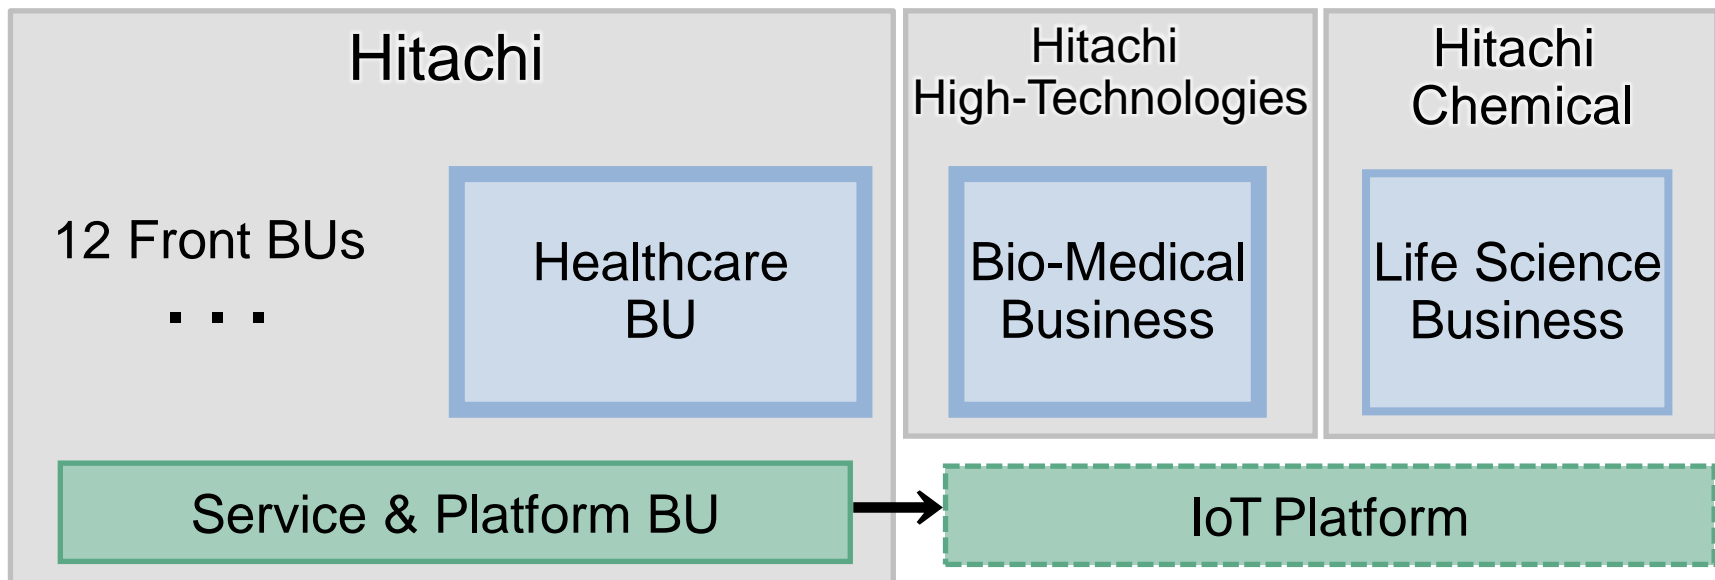 Hitachi
12 Front BUs
...
Healthcare
BU
Service & Platform BU
Hitachi
High-Technologies
Bio-Medical
Business
Hitachi
Chemical
Life Science
Business
IoT Platform